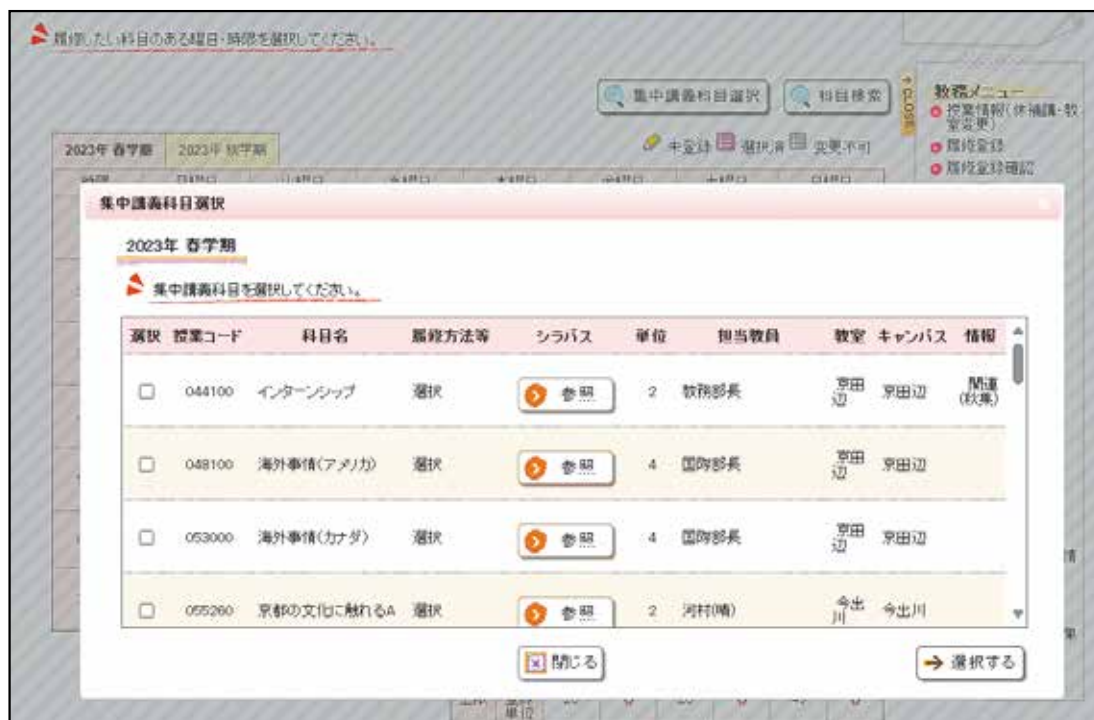 履修したい科目のある曜日・時限を選択してください。
集中講義科目選択 科目検索
CLOSE
教務メニュー
授業情報(休補講・教室変更)
履修登録
履修登録確認
2023年 春学期 2023年 秋学期
未登録 選択済 変更不可
集中講義科目選択
2023年 春学期
集中講義科目を選択してください。
選択 授業コード 科目名 履修方法等 シラバス 単位 担当教員 教室 キャンパス 情報
044100 インターンシップ 選択 参照 2 教務部長 京田辺 京田辺 関連(秋集)
048100 海外事情(アメリカ) 選択 参照 4 国際部長 京田辺 京田辺
053000 海外事情(カナダ) 選択 参照 4 国際部長 京田辺 京田辺
055260 京都の文化に触れるA 選択 参照 2 河村(晴) 今出川 今出川
閉じる 選択する
単位